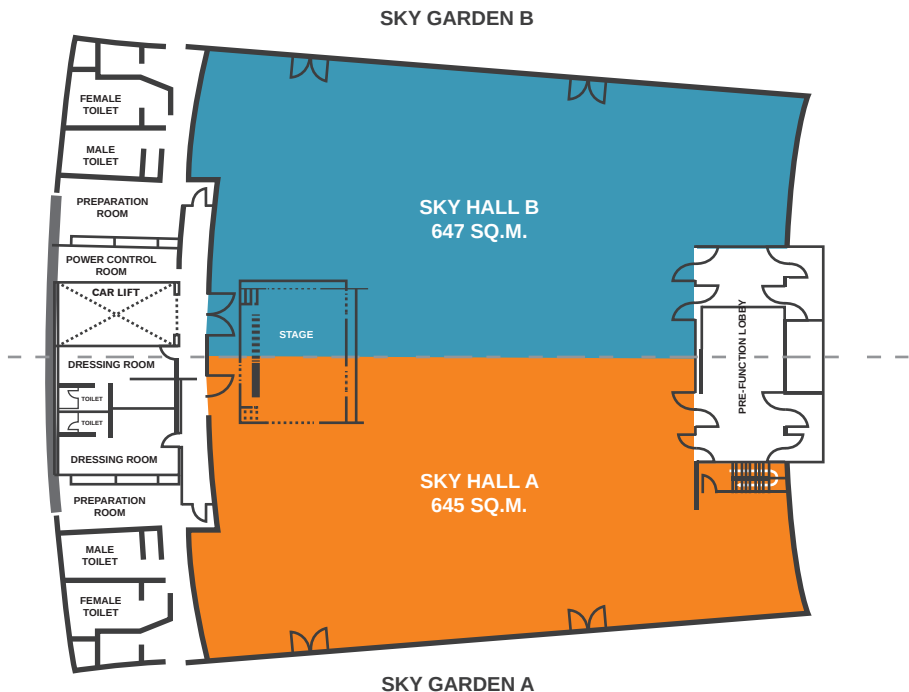 SKY GARDEN B
FEMALE
TOILET
MALE
TOILET
PREPARATION
ROOM
SKY HALL B
647 SQ.M.
POWER CONTROL
ROOM
CAR LIFT
STAGE
PRE-FUNCTION LOBBY
DRESSING ROOM
TOILET
TOILET
DRESSING ROOM
SKY HALL A
645 SQ.M.
PREPARATION
ROOM
MALE
TOILET
FEMALE
TOILET
SKY GARDEN A